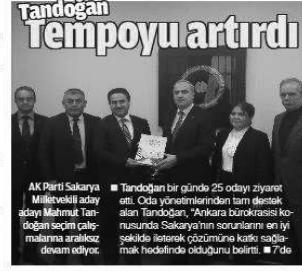 Tandoğan
Tempoyu artırdı
AK Parti Sakarya
Milletvekili aday
adayı Mahmut Tan-
doğan seçim çalış-
malarına aralıksız
devam ediyor.
■ Tandoğan bir günde 25 odayı ziyaret
etti. Oda yönetimlerinden tam destek
alan Tandoğan, "Ankara bürokrasisi ko-
nusunda Sakarya'nın sorunlarını en iyi
şekilde ileterek çözümüne katkı sağla-
mak hedefinde olduğunu belirtti. ■ 7'de